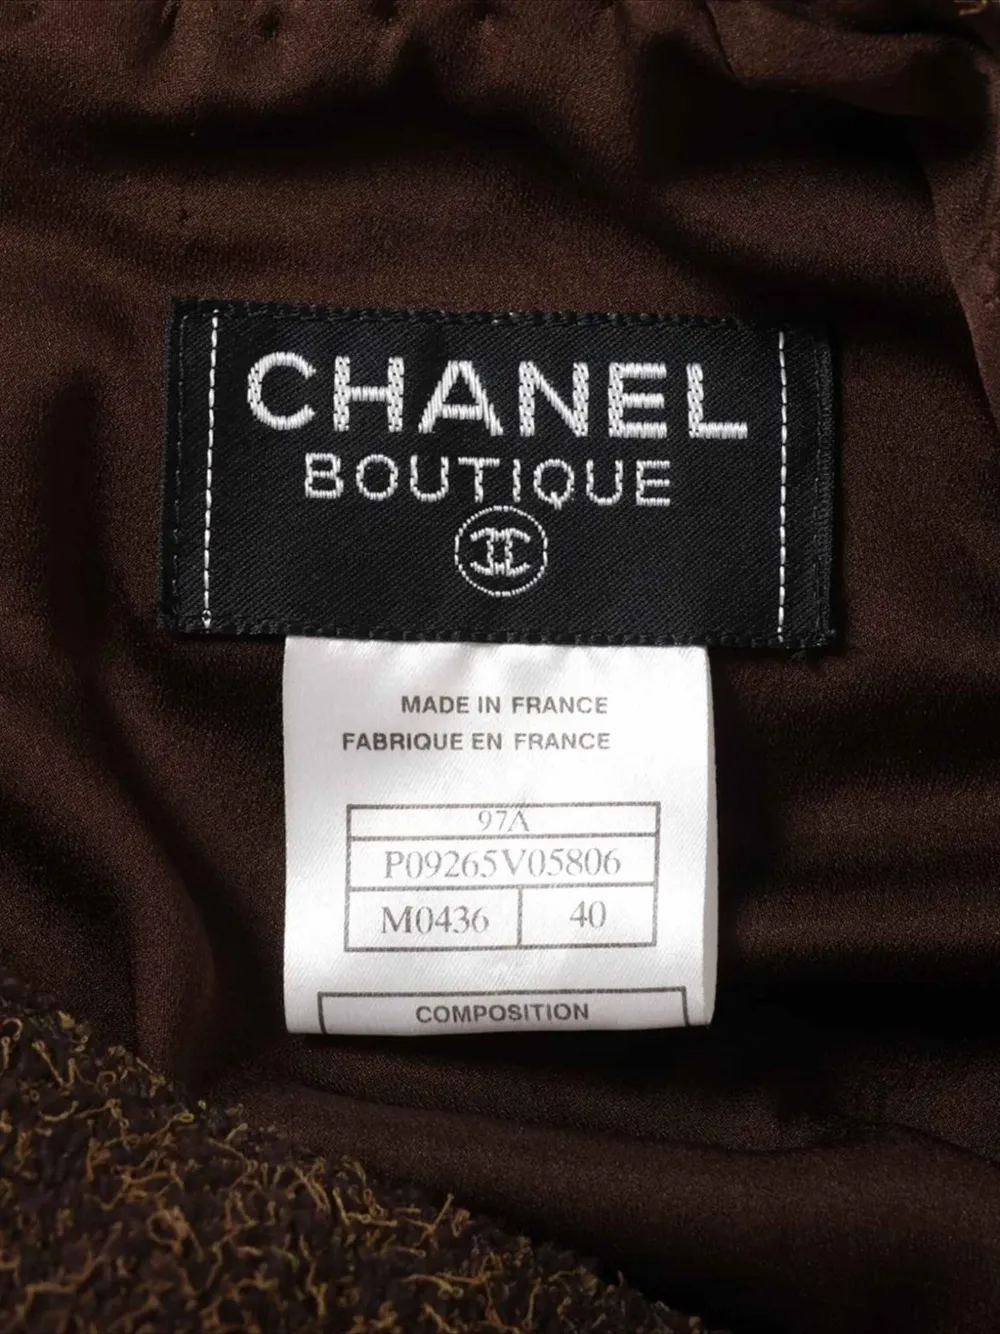 CHANEL
BOUTIQUE
MADE IN FRANCE
FABRIQUE EN FRANCE
97A
P09265V05806
M0436 40
COMPOSITION